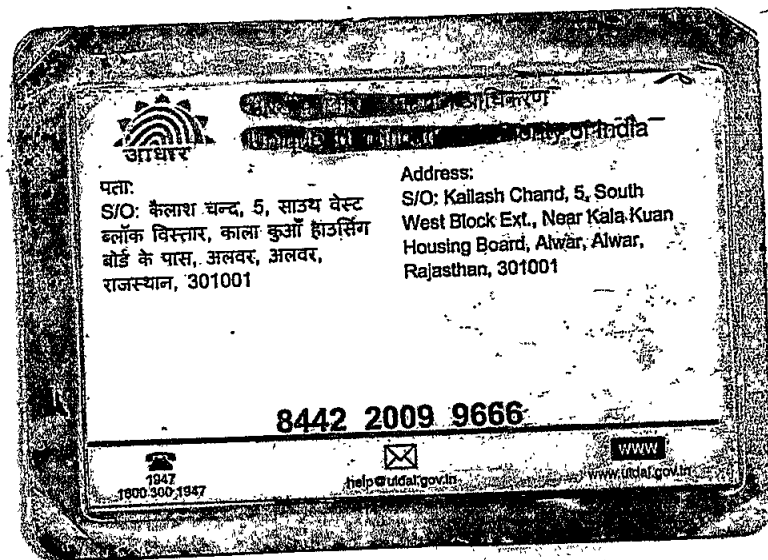 of India
आधार
पता:
S/O: कैलाश चन्द, 5, साउथ वेस्ट
ब्लॉक विस्तार, काला कुआँ हाउसिंग
बोर्ड के पास, अलवर, अलवर,
राजस्थान, 301001
Address:
S/O: Kailash Chand, 5, South
West Block Ext., Near Kala Kuan
Housing Board, Alwar, Alwar,
Rajasthan, 301001
8442 2009 9666
1947
1800 300 1947
help@uidai.gov.in
www
www.uidai.gov.in